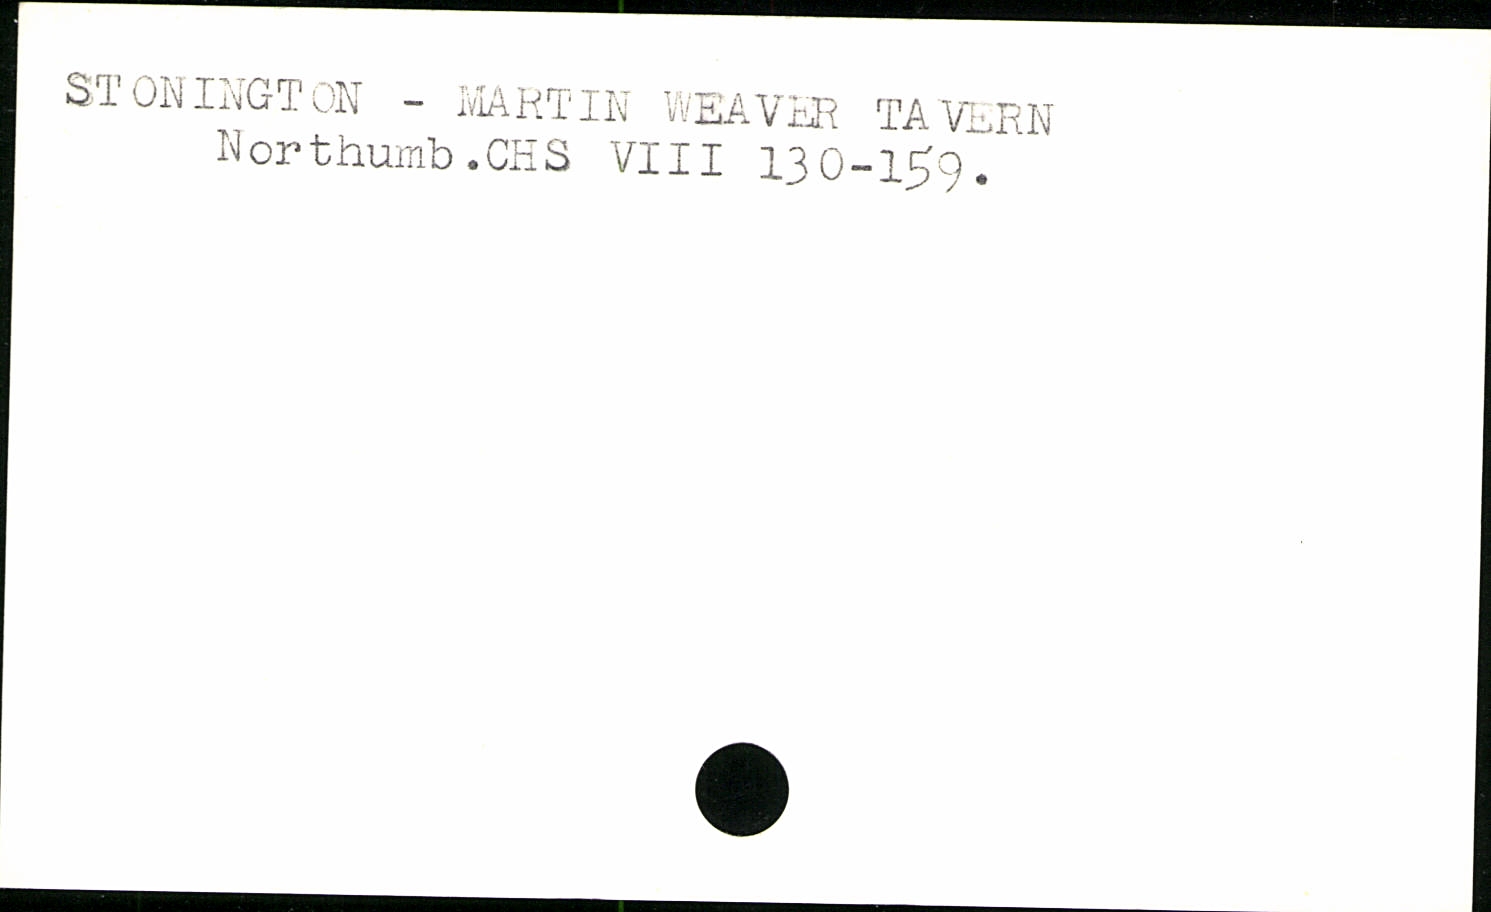 STONINGTON - MARTIN WEAVER TAVERN
Northumb.CHS VIII 130-159.